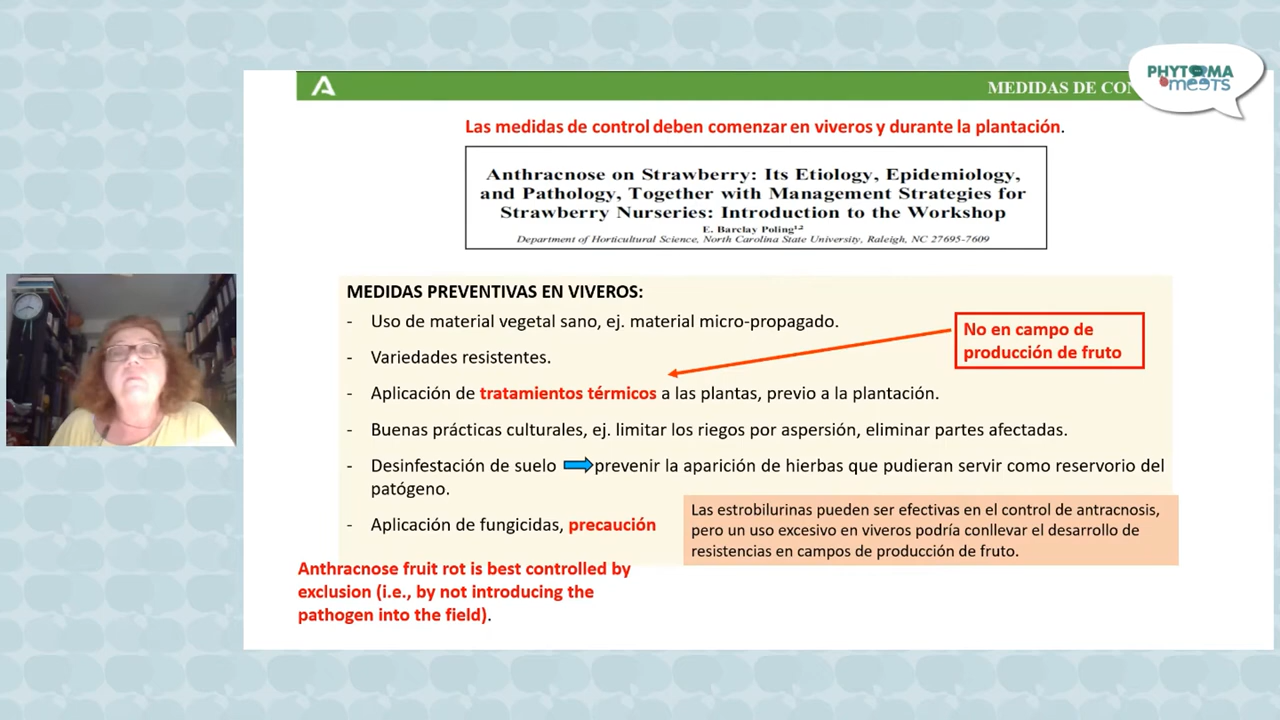 PHYTOMA
meets
MEDIDAS DE CON
Las medidas de control deben comenzar en viveros y durante la plantación.
Anthracnose on Strawberry: Its Etiology, Epidemiology,
and Pathology, Together with Management Strategies for
Strawberry Nurseries: Introduction to the Workshop
E. Barclay Poling¹,²
Department of Horticultural Science, North Carolina State University, Raleigh, NC 27695-7609
MEDIDAS PREVENTIVAS EN VIVEROS:
- Uso de material vegetal sano, ej. material micro-propagado.
No en campo de
producción de fruto
- Variedades resistentes.
- Aplicación de tratamientos térmicos a las plantas, previo a la plantación.
- Buenas prácticas culturales, ej. limitar los riegos por aspersión, eliminar partes afectadas.
- Desinfestación de suelo prevenir la aparición de hierbas que pudieran servir como reservorio del
patógeno.
- Aplicación de fungicidas, precaución
Las estrobilurinas pueden ser efectivas en el control de antracnosis,
pero un uso excesivo en viveros podría conllevar el desarrollo de
resistencias en campos de producción de fruto.
Anthracnose fruit rot is best controlled by
exclusion (i.e., by not introducing the
pathogen into the field).